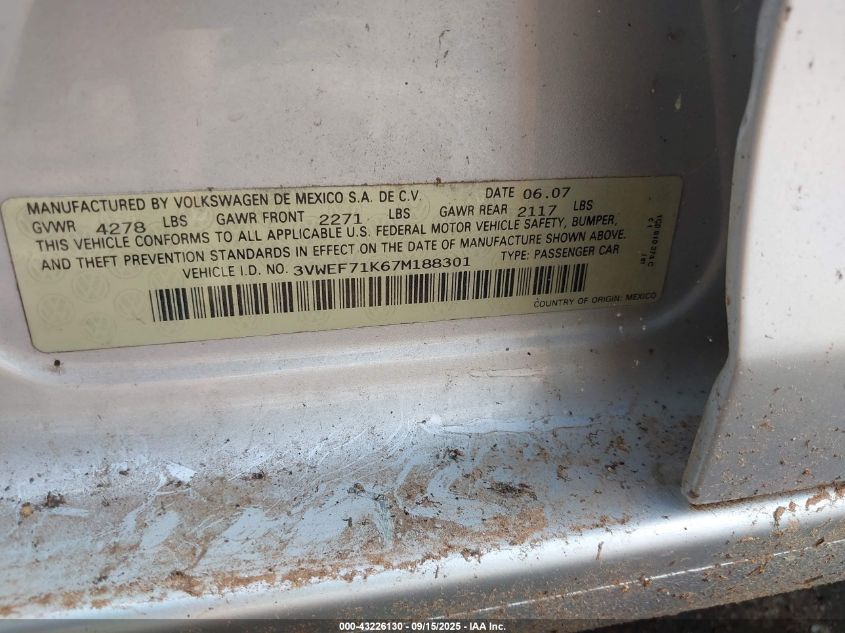 MANUFACTURED BY VOLKSWAGEN DE MEXICO S.A. DE C.V. DATE 06.07
GVWR 4278 LBS GAWR FRONT 2271 LBS GAWR REAR 2117 LBS
THIS VEHICLE CONFORMS TO ALL APPLICABLE U.S. FEDERAL MOTOR VEHICLE SAFETY, BUMPER,
AND THEFT PREVENTION STANDARDS IN EFFECT ON THE DATE OF MANUFACTURE SHOWN ABOVE.
VEHICLE I.D. NO. 3VWEF71K67M188301 TYPE: PASSENGER CAR
COUNTRY OF ORIGIN: MEXICO
000-43226130 - 09/15/2025 - IAA Inc.